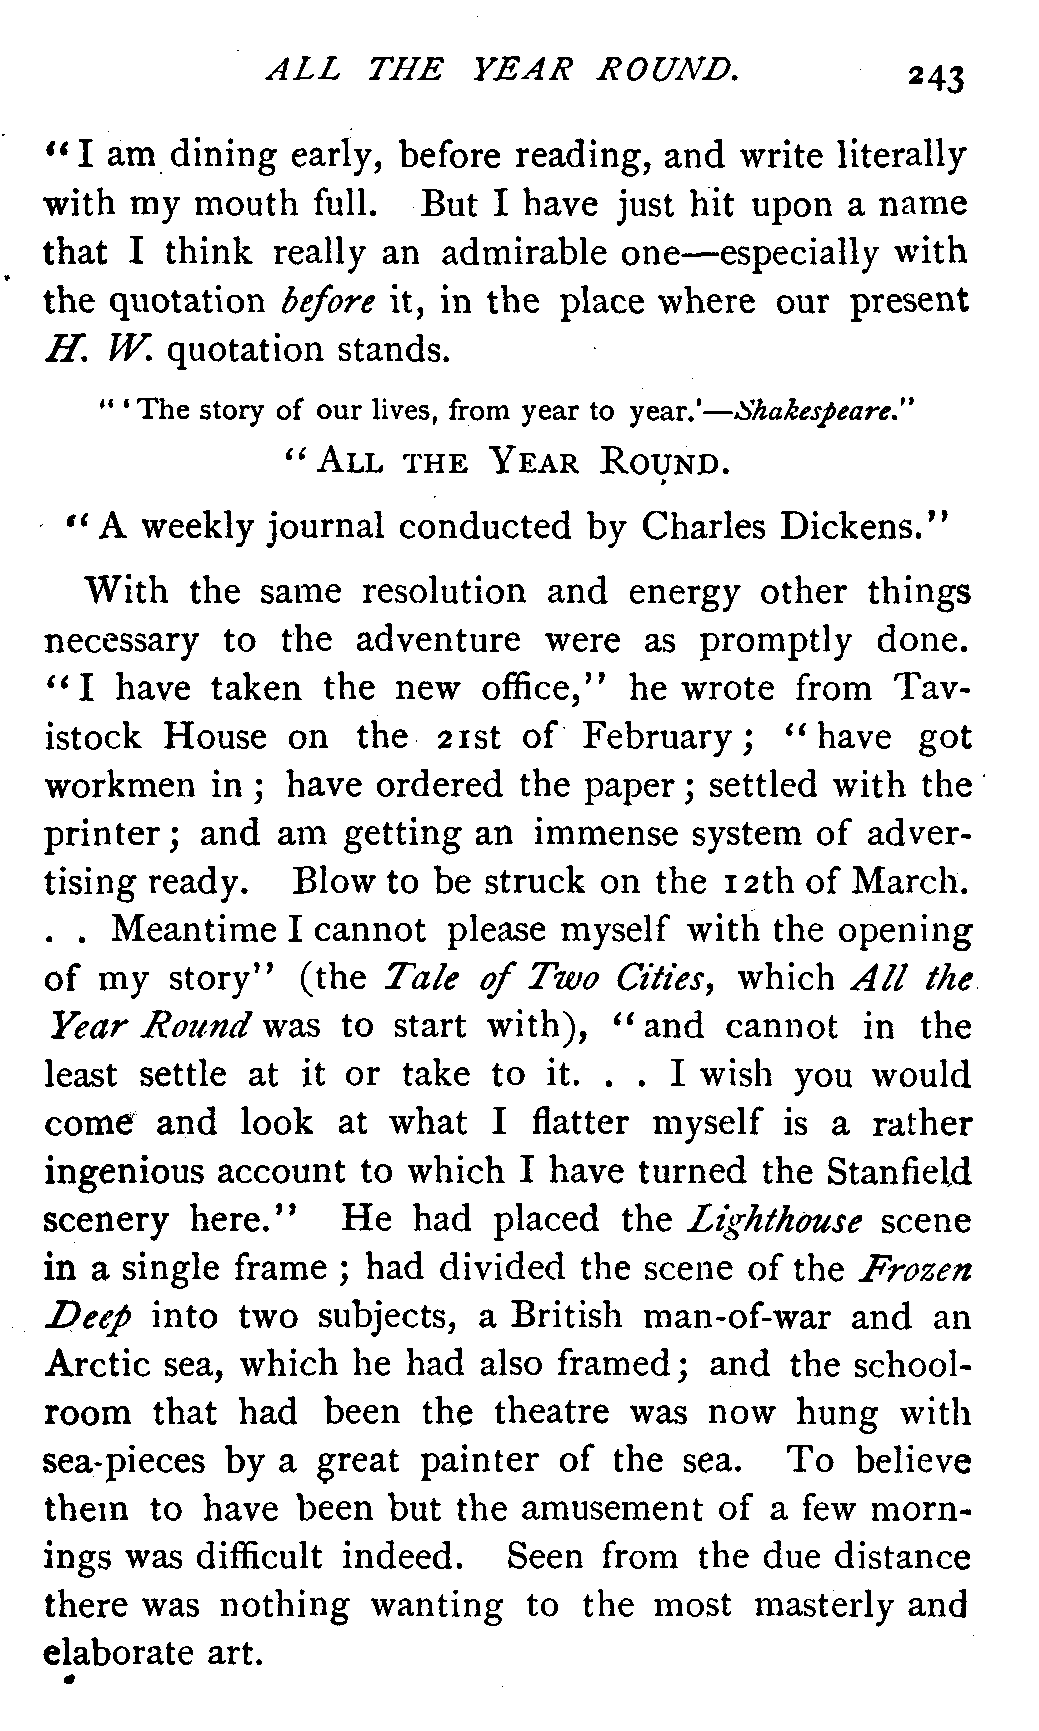 ALL THE YEAR ROUND. 243
“I am dining early, before reading, and write literally
with my mouth full. But I have just hit upon a name
that I think really an admirable one—especially with
the quotation before it, in the place where our present
H. W. quotation stands.
“‘The story of our lives, from year to year.’—Shakespeare.”
“ALL THE YEAR ROUND.
“A weekly journal conducted by Charles Dickens.”
With the same resolution and energy other things
necessary to the adventure were as promptly done.
“I have taken the new office,” he wrote from Tav-
istock House on the 21st of February; “have got
workmen in; have ordered the paper; settled with the
printer; and am getting an immense system of adver-
tising ready. Blow to be struck on the 12th of March.
. . Meantime I cannot please myself with the opening
of my story” (the Tale of Two Cities, which All the
Year Round was to start with), “and cannot in the
least settle at it or take to it. . . I wish you would
come and look at what I flatter myself is a rather
ingenious account to which I have turned the Stanfield
scenery here.” He had placed the Lighthouse scene
in a single frame; had divided the scene of the Frozen
Deep into two subjects, a British man-of-war and an
Arctic sea, which he had also framed; and the school-
room that had been the theatre was now hung with
sea-pieces by a great painter of the sea. To believe
them to have been but the amusement of a few morn-
ings was difficult indeed. Seen from the due distance
there was nothing wanting to the most masterly and
elaborate art.